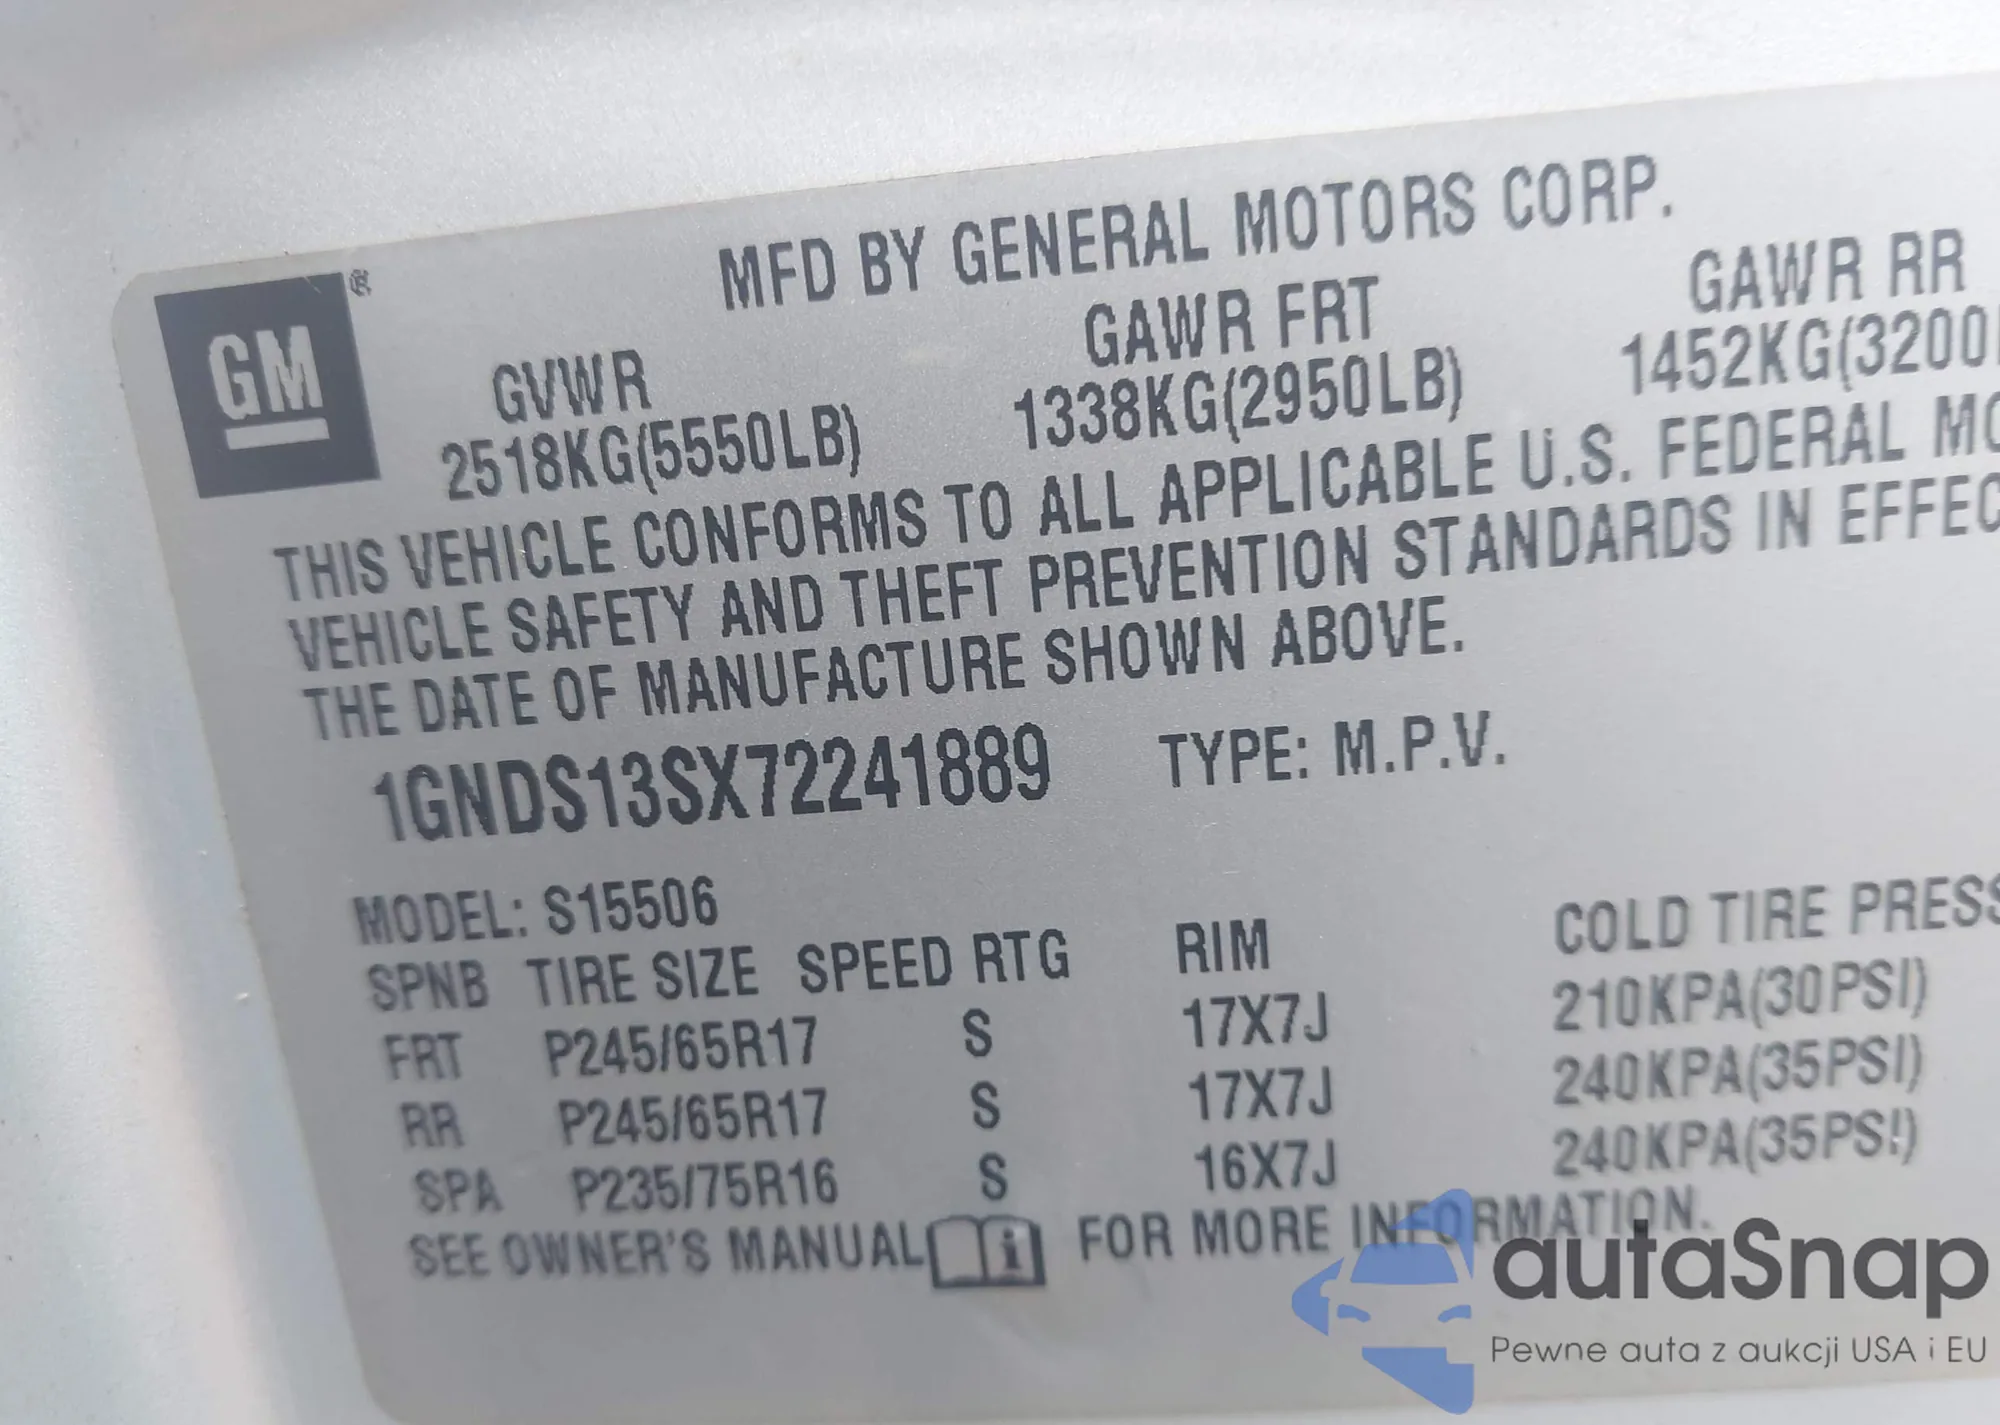 MFD BY GENERAL MOTORS CORP.
GM ®
GVWR GAWR FRT GAWR RR
2518KG(5550LB) 1338KG(2950LB) 1452KG(3200
THIS VEHICLE CONFORMS TO ALL APPLICABLE U.S. FEDERAL
VEHICLE SAFETY AND THEFT PREVENTION STANDARDS IN
THE DATE OF MANUFACTURE SHOWN ABOVE.
1GNDS13SX72241889 TYPE: M.P.V.
MODEL: S15506
SPNB TIRE SIZE SPEED RTG RIM COLD TIRE PRESS
FRT P245/65R17 S 17X7J 210KPA(30PSI)
RR P245/65R17 S 17X7J 240KPA(35PSI)
SPA P235/75R16 S 16X7J 240KPA(35PSI)
SEE OWNER'S MANUAL i FOR MORE INFORMATION.
autaSnap
Pewne auta z aukcji USA i EU